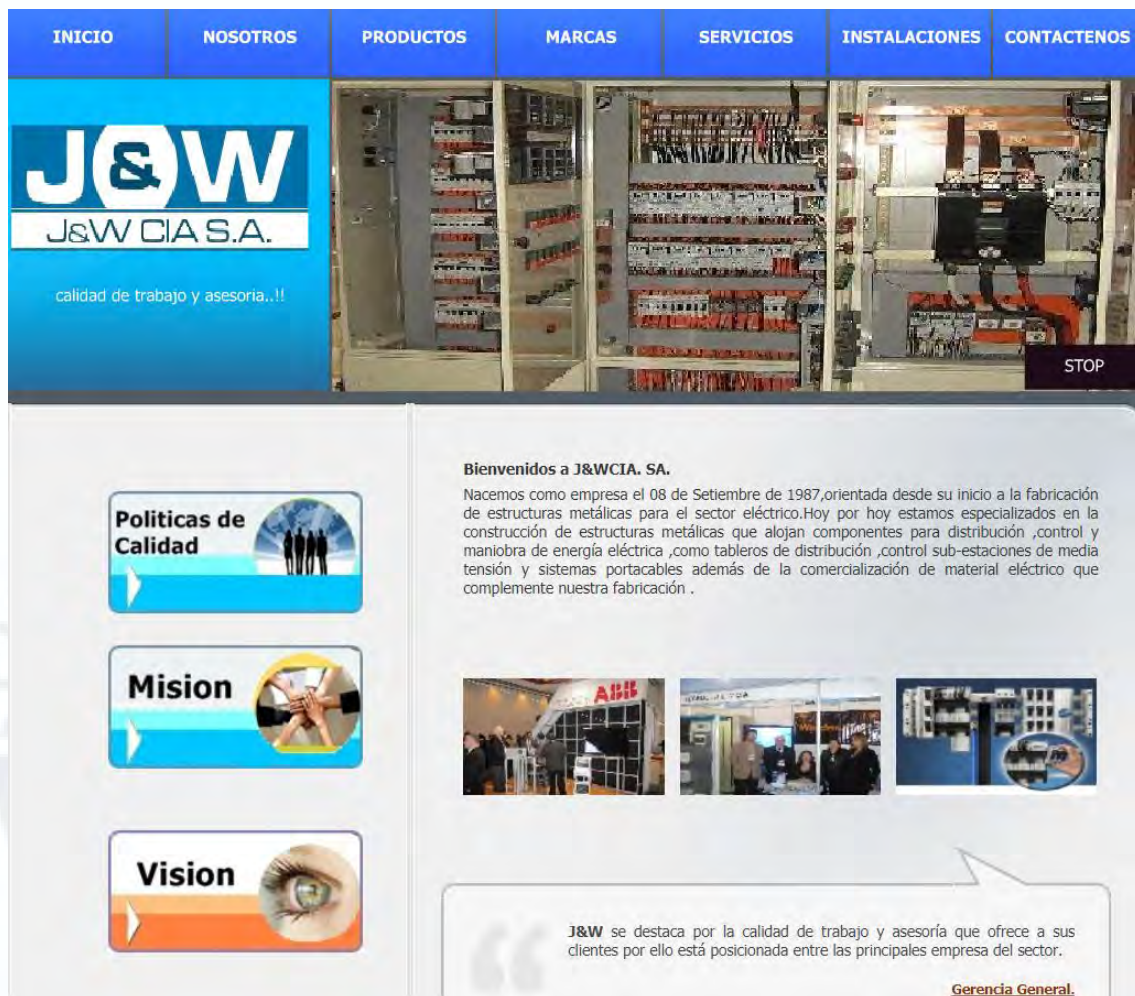 INICIO NOSOTROS PRODUCTOS MARCAS SERVICIOS INSTALACIONES CONTACTENOS
J&W
J&W CIA S.A.
calidad de trabajo y asesoria..!!
STOP
Politicas de
Calidad
Mision
Vision
Bienvenidos a J&WCIA. SA.
Nacemos como empresa el 08 de Setiembre de 1987,orientada desde su inicio a la fabricación
de estructuras metálicas para el sector eléctrico.Hoy por hoy estamos especializados en la
construcción de estructuras metálicas que alojan componentes para distribución ,control y
maniobra de energía eléctrica ,como tableros de distribución ,control sub-estaciones de media
tensión y sistemas portacables además de la comercialización de material eléctrico que
complemente nuestra fabricación .
ABB
J&W se destaca por la calidad de trabajo y asesoría que ofrece a sus
clientes por ello está posicionada entre las principales empresa del sector.
Gerencia General.